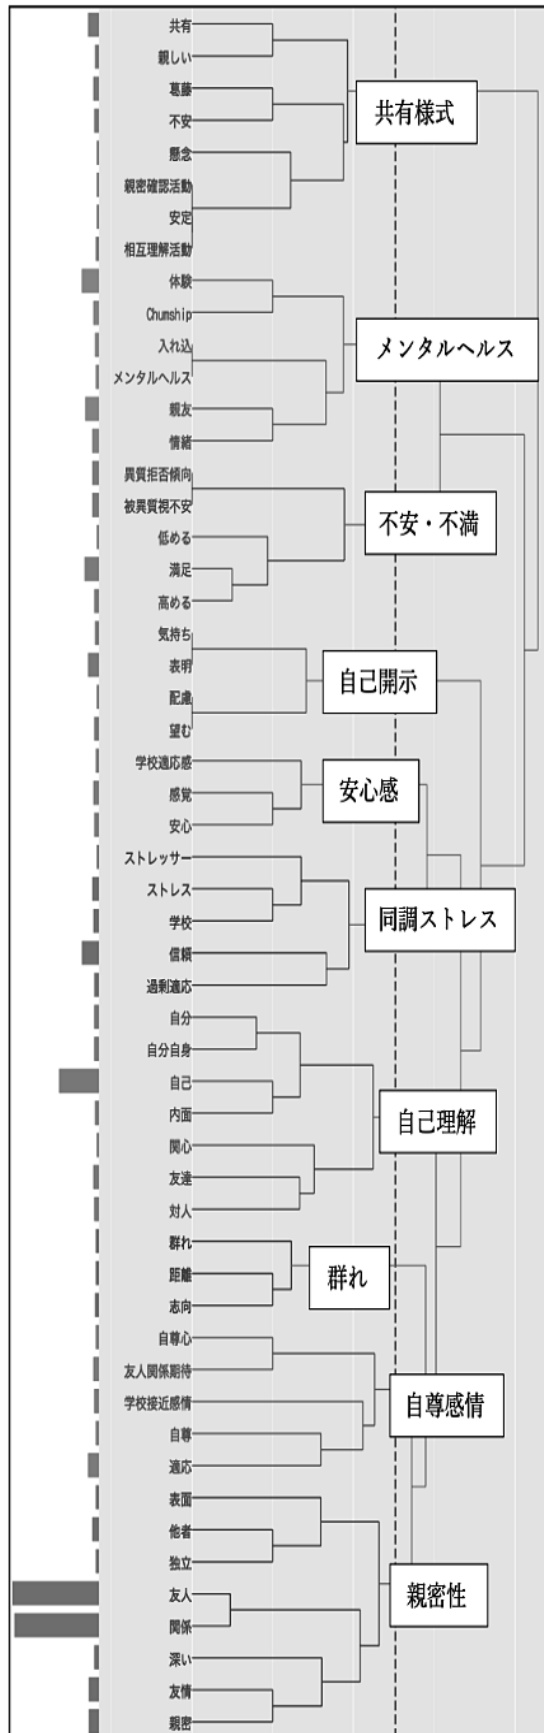 共有
親しい
葛藤
不安
懸念
親密確認活動
安定
相互理解活動
共有様式
体験
Chumship
入れ込
メンタルヘルス
親友
情緒
メンタルヘルス
異質拒否傾向
被異質視不安
低める
満足
高める
不安・不満
気持ち
表明
配慮
望む
自己開示
学校適応感
感覚
安心
安心感
ストレッサー
ストレス
学校
信頼
過剰適応
同調ストレス
自分
自分自身
自己
内面
関心
友達
対人
自己理解
群れ
距離
志向
群れ
自尊心
友人関係期待
学校接近感情
自尊
適応
自尊感情
表面
他者
独立
友人
関係
深い
友情
親密
親密性